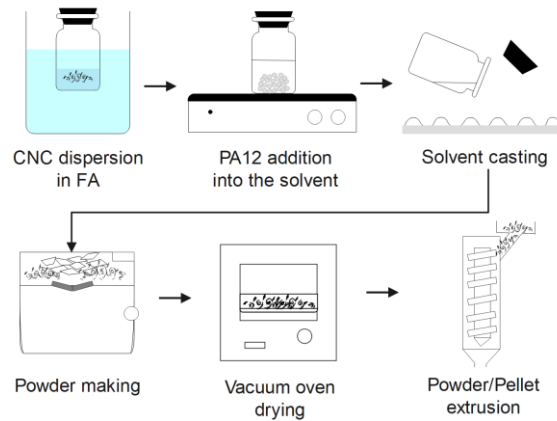 CNC dispersion
in FA
PA12 addition
into the solvent
Solvent casting
Powder making
Vacuum oven
drying
Powder/Pellet
extrusion